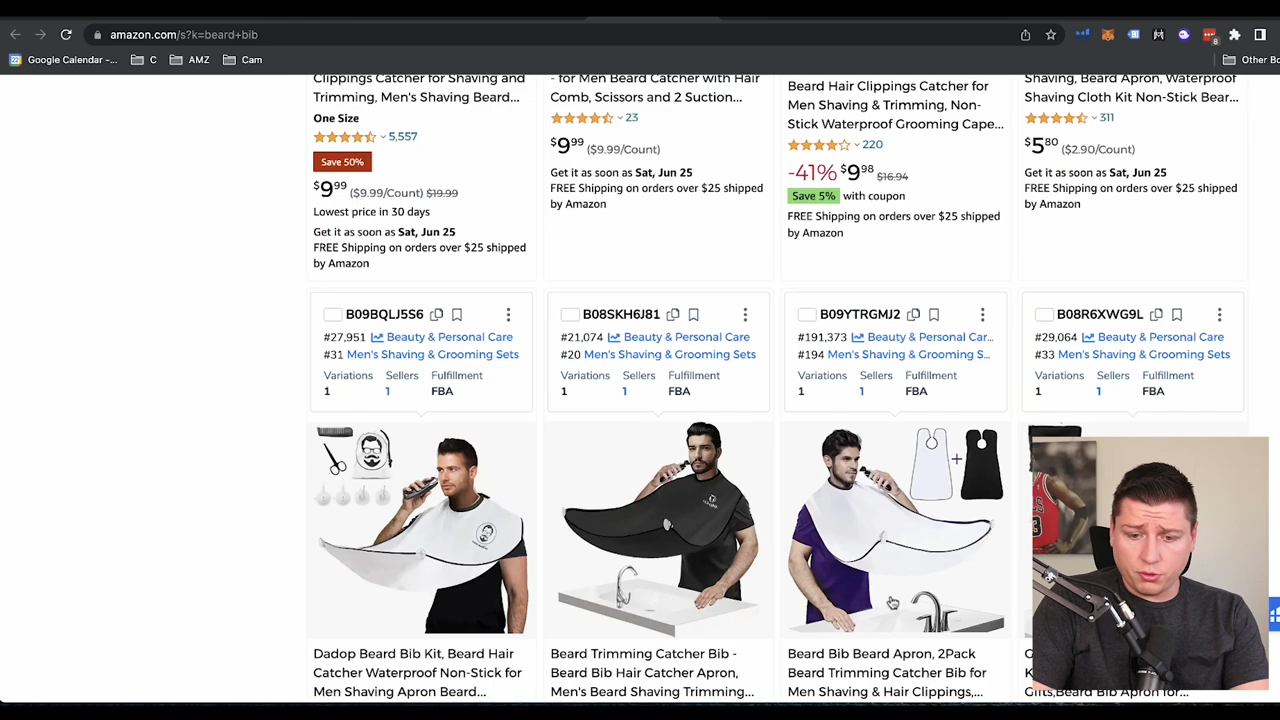 amazon.com/s?k=beard+bib
8
Google Calendar -...
C
AMZ
Cam
Other Bo
Clippings Catcher for Shaving and
Trimming, Men's Shaving Beard...
One Size
5,557
Save 50%
$9⁹⁹ ($9.99/Count) $19.99
Lowest price in 30 days
Get it as soon as Sat, Jun 25
FREE Shipping on orders over $25 shipped
by Amazon
- for Men Beard Catcher with Hair
Comb, Scissors and 2 Suction...
23
$9⁹⁹ ($9.99/Count)
Get it as soon as Sat, Jun 25
FREE Shipping on orders over $25 shipped
by Amazon
Beard Hair Clippings Catcher for
Men Shaving & Trimming, Non-
Stick Waterproof Grooming Cape...
220
-41% $9⁹⁸ $16.94
Save 5% with coupon
FREE Shipping on orders over $25 shipped
by Amazon
Shaving, Beard Apron, Waterproof
Shaving Cloth Kit Non-Stick Bear...
311
$5⁸⁰ ($2.90/Count)
Get it as soon as Sat, Jun 25
FREE Shipping on orders over $25 shipped
by Amazon
B09BQLJ5S6
#27,951 Beauty & Personal Care
#31 Men's Shaving & Grooming Sets
Variations Sellers Fulfillment
1 1 FBA
B08SKH6J81
#21,074 Beauty & Personal Care
#20 Men's Shaving & Grooming Sets
Variations Sellers Fulfillment
1 1 FBA
B09YTRGMJ2
#191,373 Beauty & Personal Car...
#194 Men's Shaving & Grooming S...
Variations Sellers Fulfillment
1 1 FBA
B08R6XWG9L
#29,064 Beauty & Personal Care
#33 Men's Shaving & Grooming Sets
Variations Sellers Fulfillment
1 1 FBA
Dadop Beard Bib Kit, Beard Hair
Catcher Waterproof Non-Stick for
Men Shaving Apron Beard...
Beard Trimming Catcher Bib -
Beard Bib Hair Catcher Apron,
Men's Beard Shaving Trimming...
Beard Bib Beard Apron, 2Pack
Beard Trimming Catcher Bib for
Men Shaving & Hair Clippings,...
Gifts,Beard Bib Apron for...